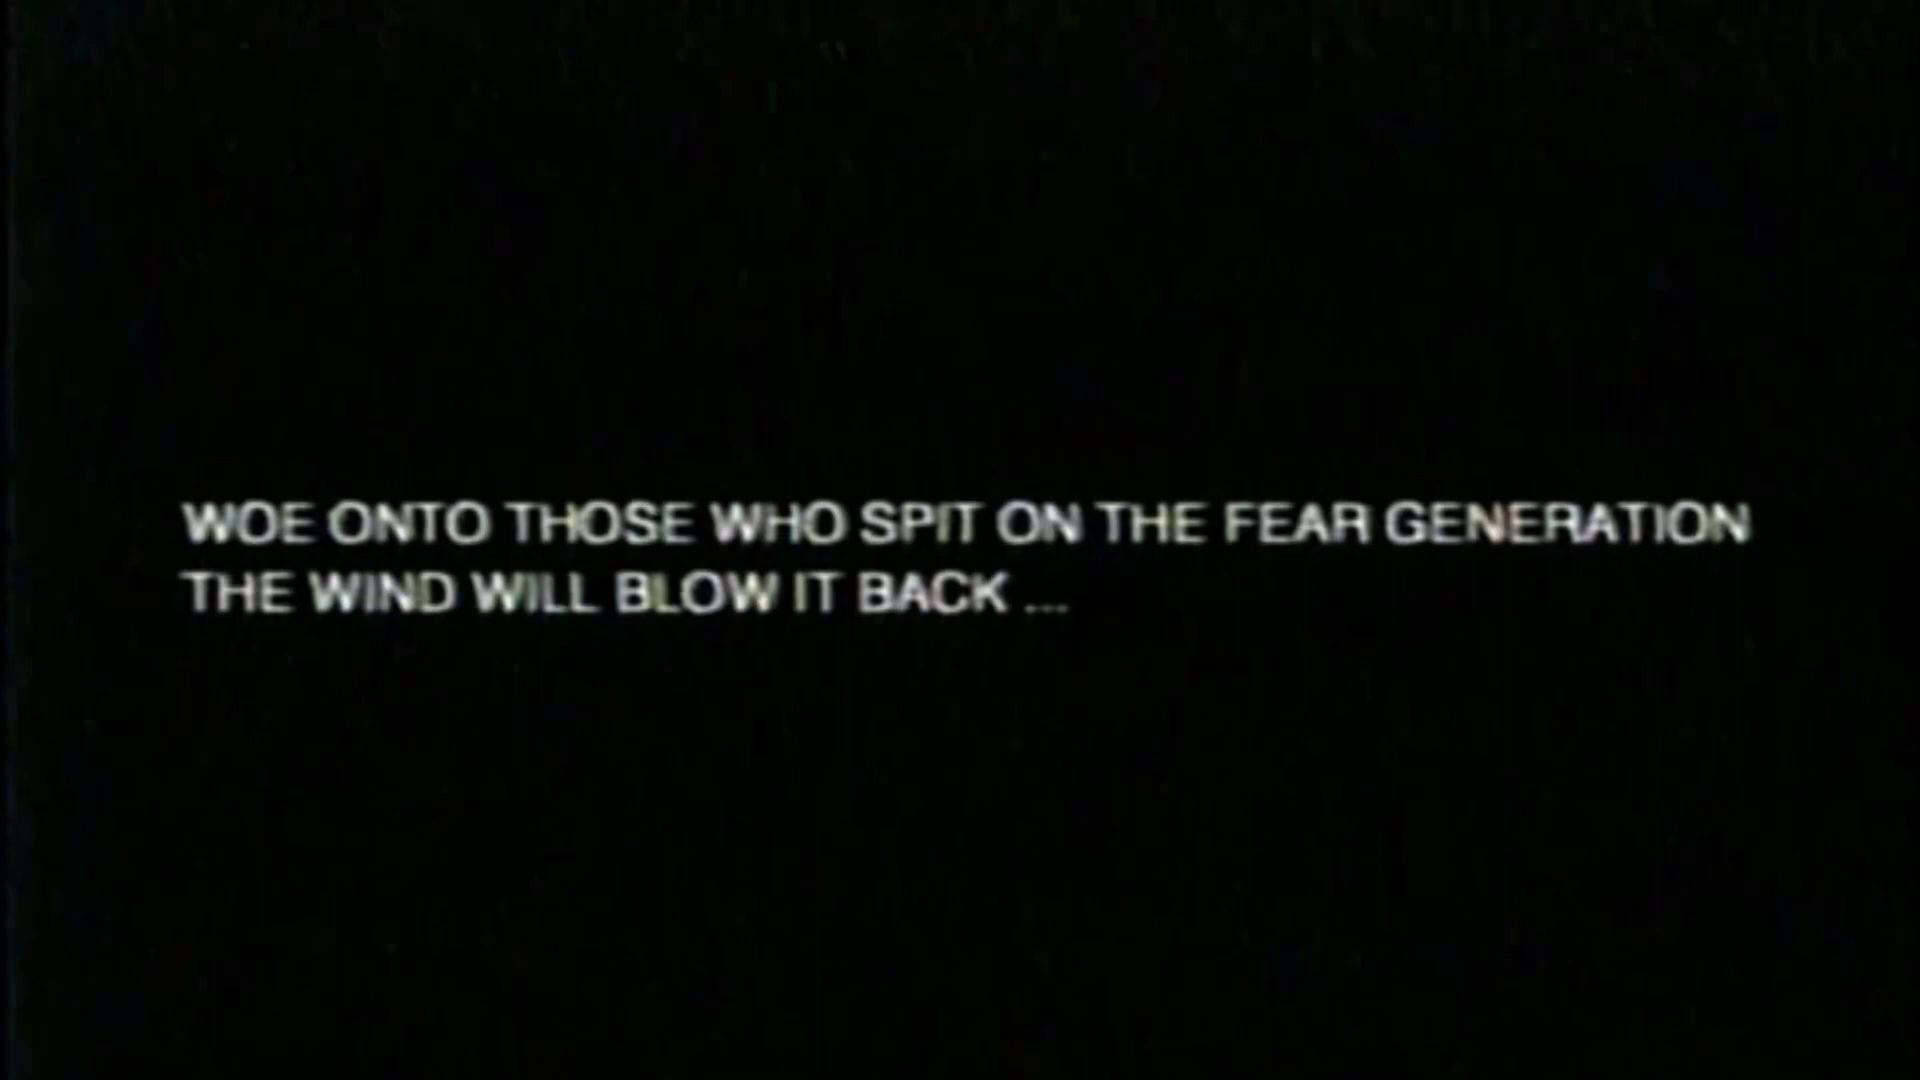 WOE ONTO THOSE WHO SPIT ON THE FEAR GENERATION
THE WIND WILL BLOW IT BACK ...